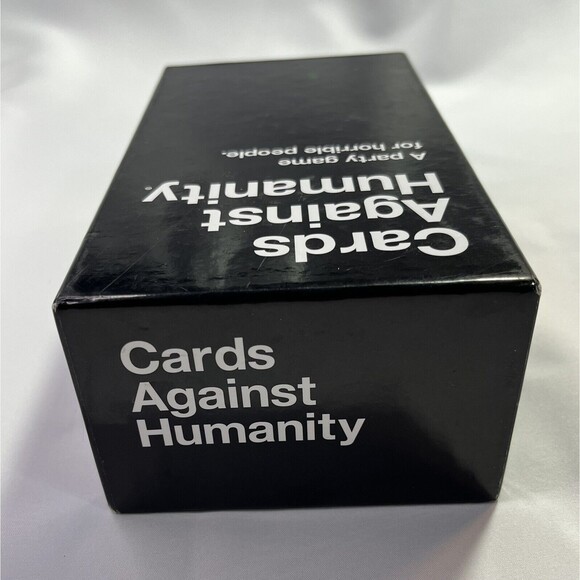 Cards
Against
Humanity.
A party game
for horrible people.
Cards
Against
Humanity